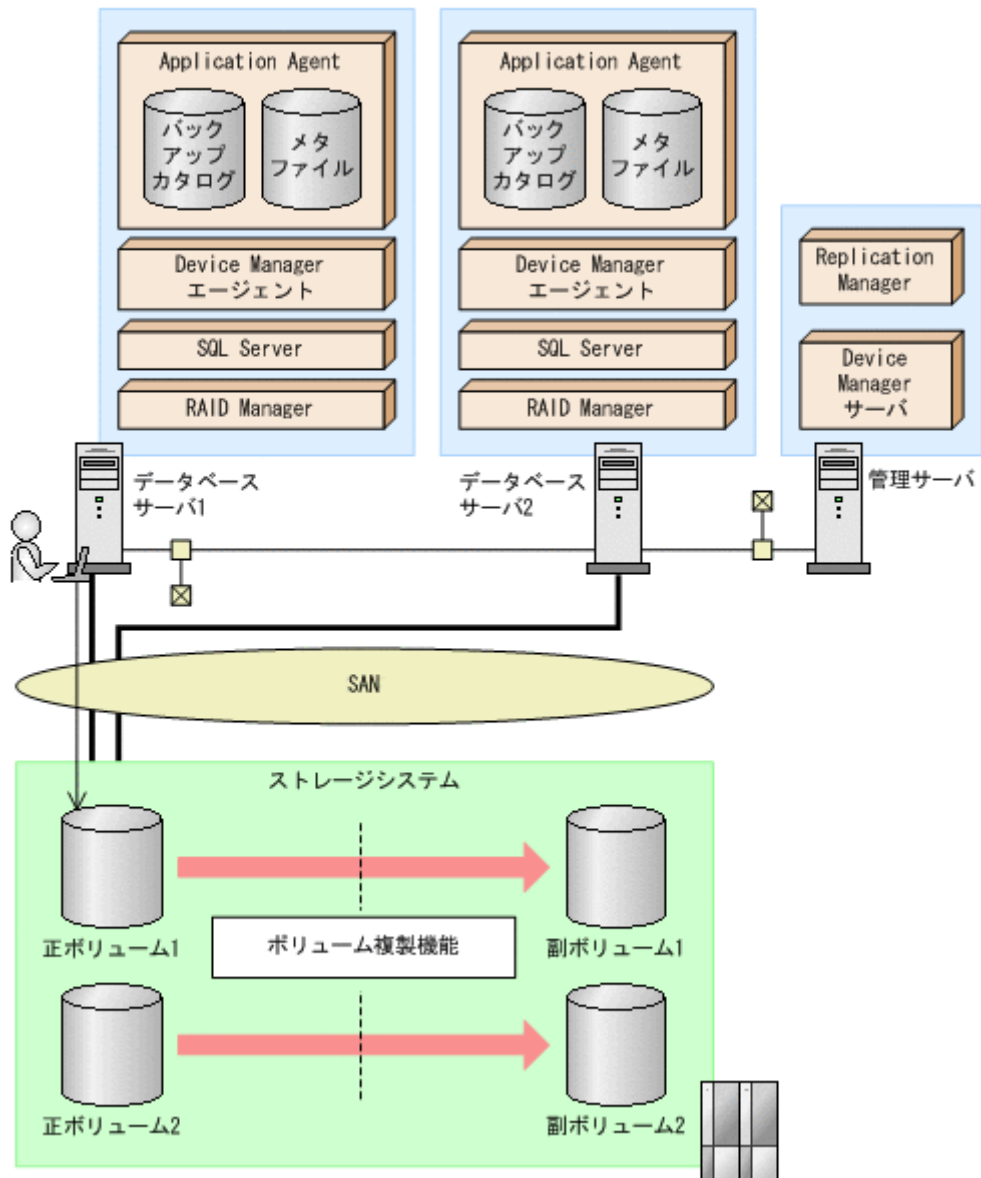 Application Agent
バック
アップ
カタログ
メタ
ファイル
Device Manager
エージェント
SQL Server
RAID Manager
データベース
サーバ1
Application Agent
バック
アップ
カタログ
メタ
ファイル
Device Manager
エージェント
SQL Server
RAID Manager
データベース
サーバ2
Replication
Manager
Device
Manager
サーバ
管理サーバ
SAN
ストレージシステム
正ボリューム1
ボリューム複製機能
副ボリューム1
正ボリューム2
副ボリューム2